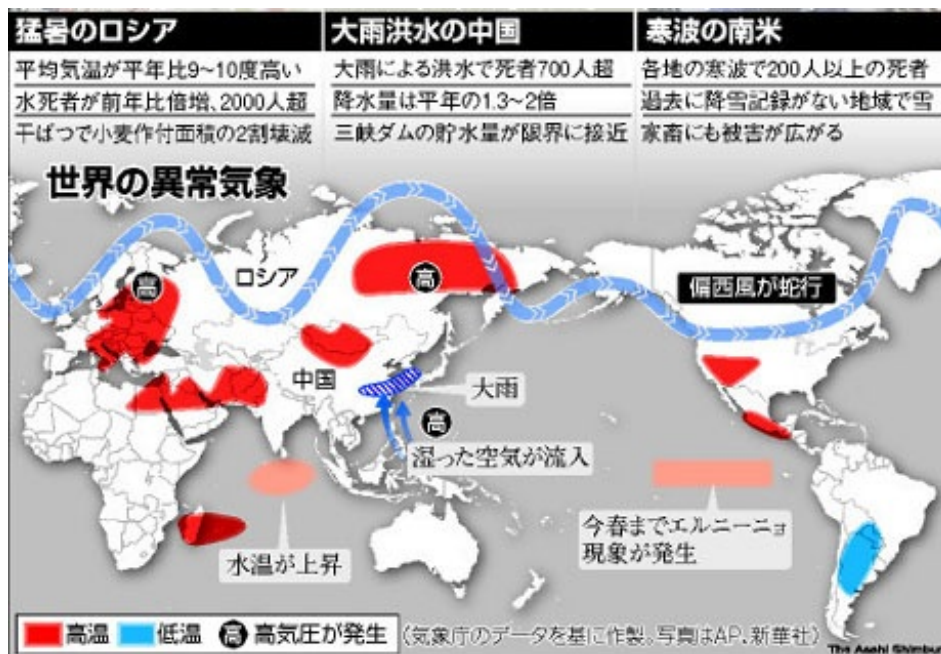 猛暑のロシア
平均気温が平年比9〜10度高い
水死者が前年比倍増、2000人超
干ばつで小麦作付面積の2割壊滅
大雨洪水の中国
大雨による洪水で死者700人超
降水量は平年の1.3〜2倍
三峡ダムの貯水量が限界に接近
寒波の南米
各地の寒波で200人以上の死者
過去に降雪記録がない地域で雪
家畜にも被害が広がる
世界の異常気象
高
ロシア
高
偏西風が蛇行
中国
大雨
高
湿った空気が流入
水温が上昇
今春までエルニーニョ
現象が発生
高温 低温 高 高気圧が発生 (気象庁のデータを基に作製。写真はAP、新華社)
The Asahi Shimbun